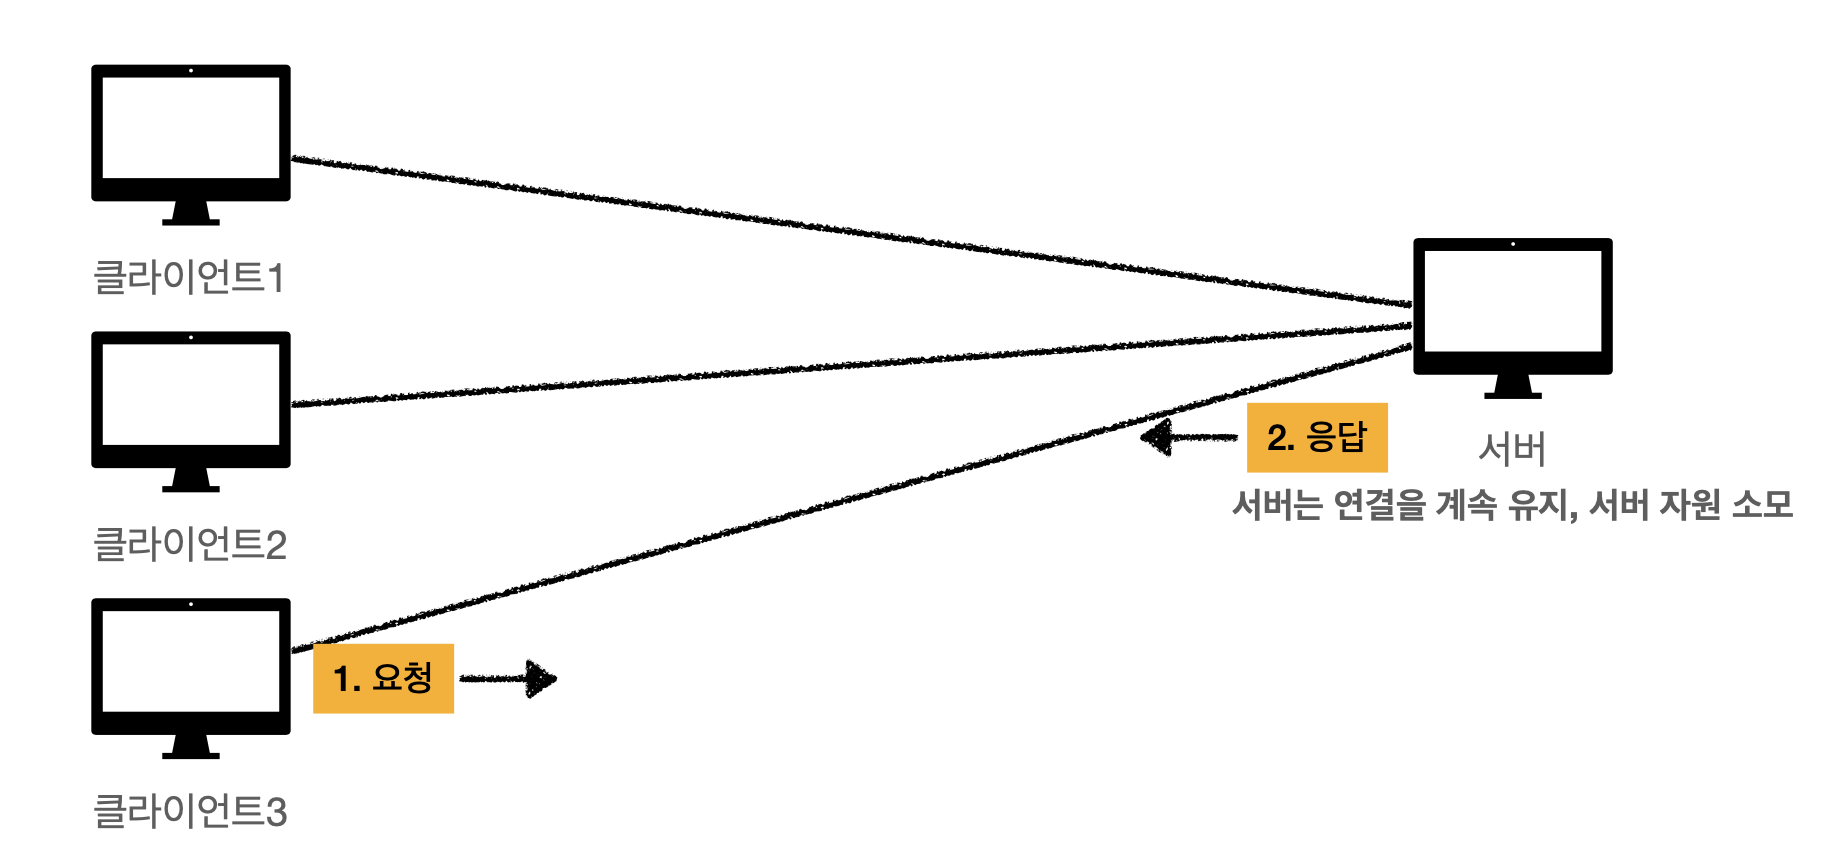 클라이언트1
클라이언트2
클라이언트3
1. 요청
2. 응답
서버
서버는 연결을 계속 유지, 서버 자원 소모